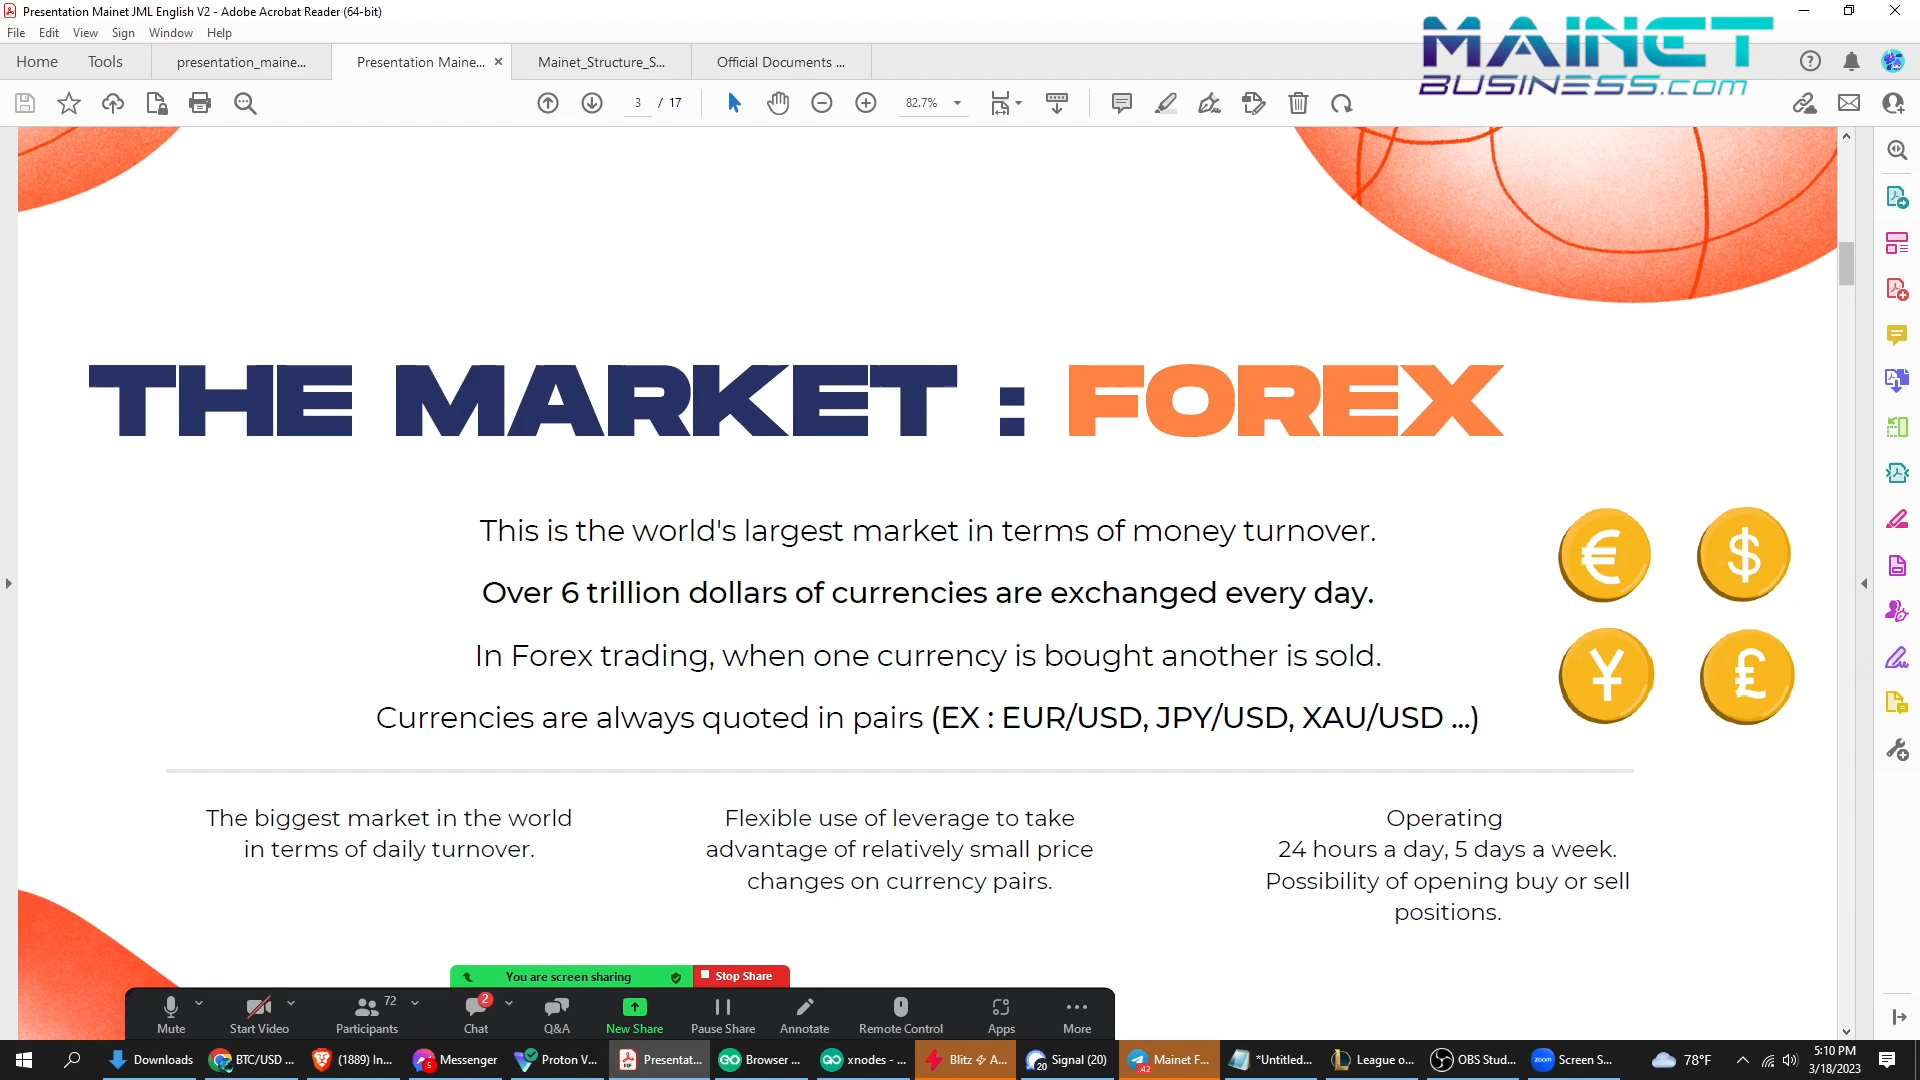 Presentation Mainet JML English V2 - Adobe Acrobat Reader (64-bit)
File Edit View Sign Window Help
MAINET
BUSINESS.com
Home Tools presentation_maine... Presentation Maine... Mainet_Structure_S... Official Documents ...
3 / 17 82.7%
THE MARKET : FOREX
This is the world's largest market in terms of money turnover.
Over 6 trillion dollars of currencies are exchanged every day.
In Forex trading, when one currency is bought another is sold.
Currencies are always quoted in pairs (EX : EUR/USD, JPY/USD, XAU/USD ...)
€ $
¥ £
The biggest market in the world
in terms of daily turnover.
Flexible use of leverage to take
advantage of relatively small price
changes on currency pairs.
Operating
24 hours a day, 5 days a week.
Possibility of opening buy or sell
positions.
You are screen sharing Stop Share
72 2
Mute Start Video Participants Chat Q&A New Share Pause Share Annotate Remote Control Apps More
Downloads BTC/USD ... (1889) In... Messenger Proton V... Presentat... Browser ... xnodes - ... Blitz ⚡ A... Signal (20) Mainet F... *Untitled... League o... OBS Stud... Screen S... 78°F
5:10 PM
3/18/2023